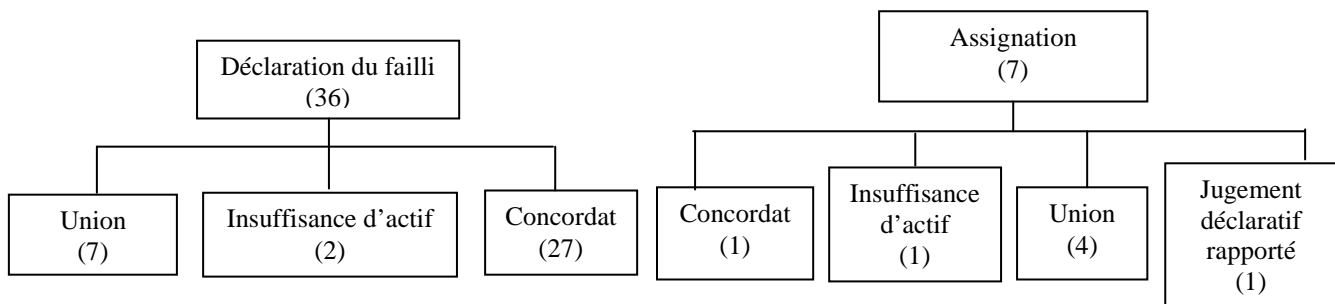 Déclaration du failli
(36)
Union
(7)
Insuffisance d'actif
(2)
Concordat
(27)
Assignation
(7)
Concordat
(1)
Insuffisance
d'actif
(1)
Union
(4)
Jugement
déclaratif
rapporté
(1)